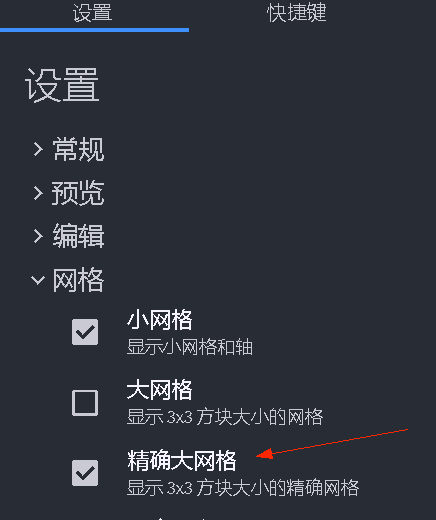 设置 快捷键
设置
常规
预览
编辑
网格
小网格
显示小网格和轴
大网格
显示 3x3 方块大小的网格
精确大网格
显示 3x3 方块大小的精确网格